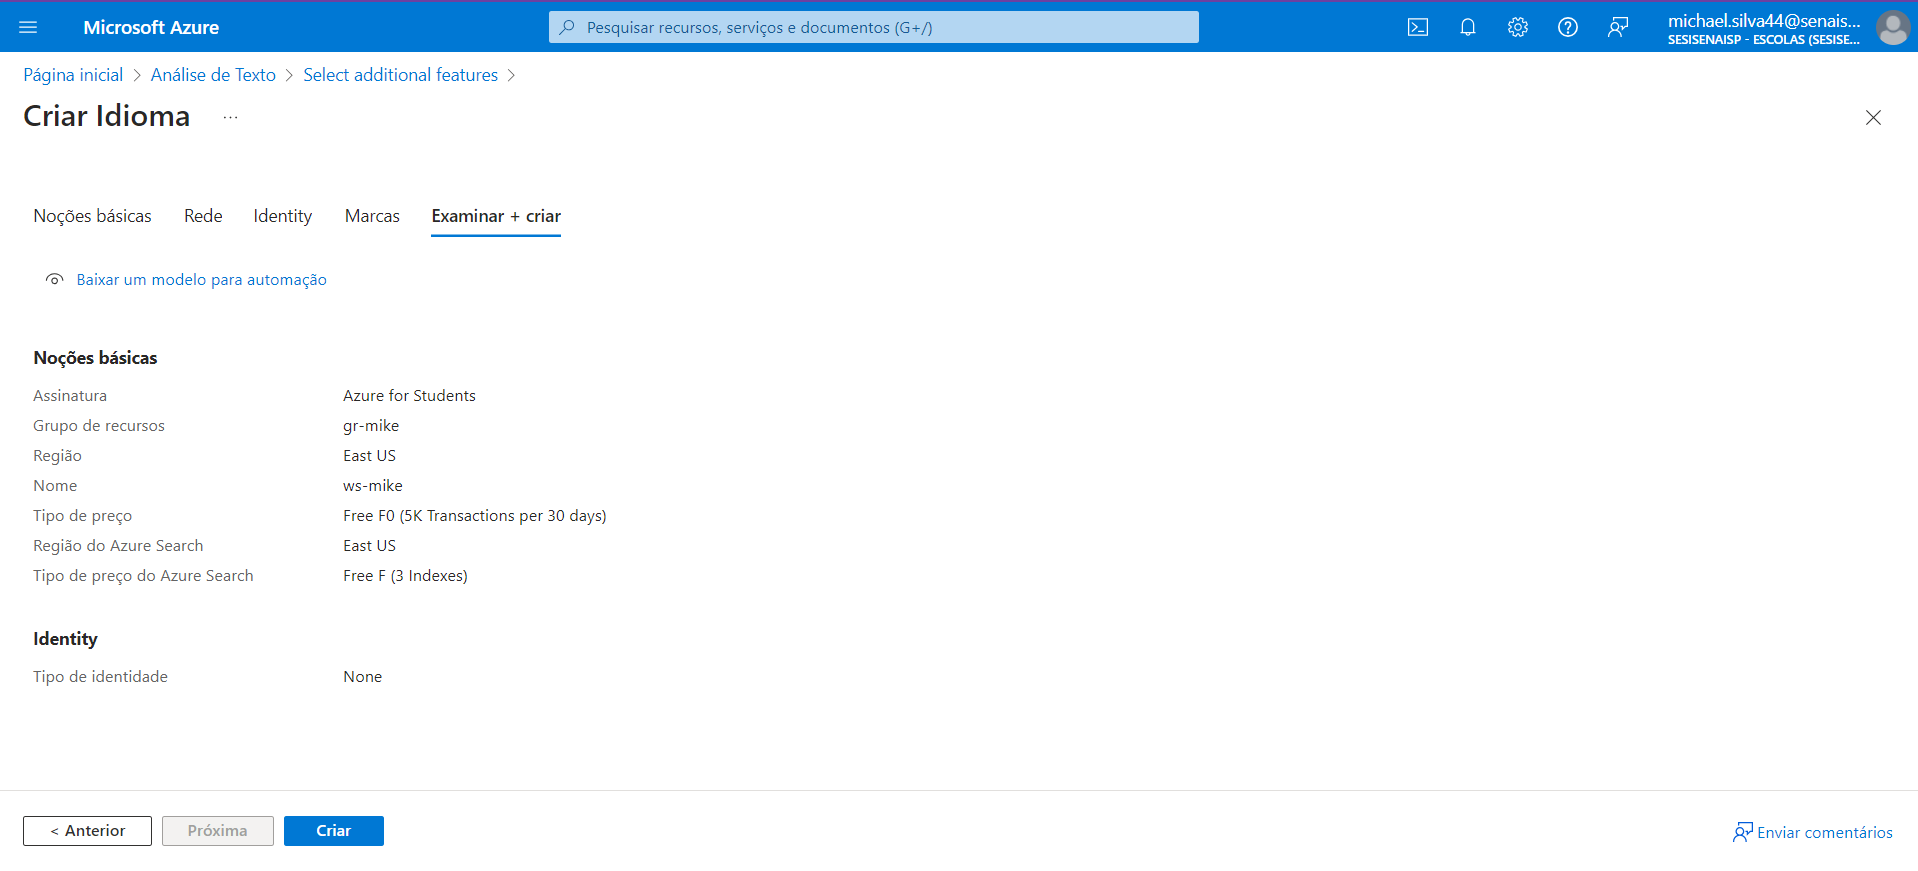 Microsoft Azure
Pesquisar recursos, serviços e documentos (G+/)
michael.silva44@senais...
SESISENAISP - ESCOLAS (SESISE...
Página inicial > Análise de Texto > Select additional features >
Criar Idioma ...
Noções básicas Rede Identity Marcas Examinar + criar
Baixar um modelo para automação
Noções básicas
Assinatura Azure for Students
Grupo de recursos gr-mike
Região East US
Nome ws-mike
Tipo de preço Free F0 (5K Transactions per 30 days)
Região do Azure Search East US
Tipo de preço do Azure Search Free F (3 Indexes)
Identity
Tipo de identidade None
< Anterior Próxima Criar Enviar comentários